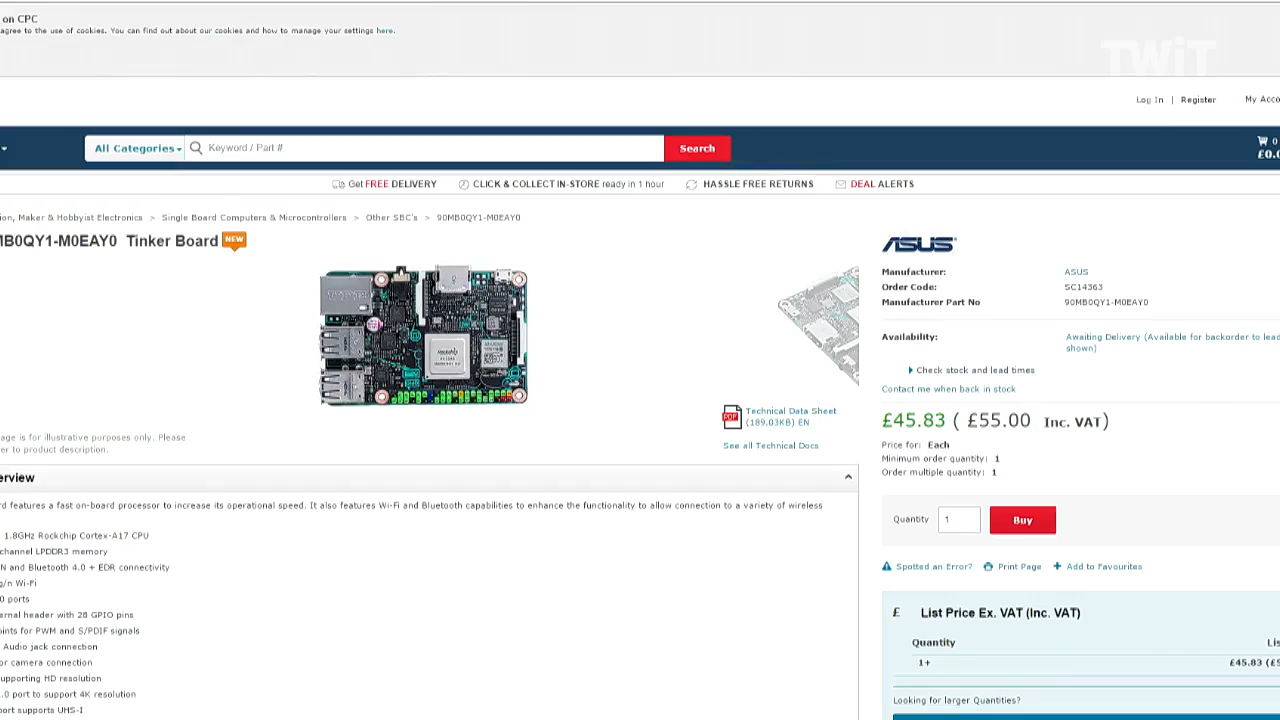 on CPC
agree to the use of cookies. You can find out about our cookies and how to manage your settings here.
TWiT
Log In | Register My Acco
All Categories Keyword / Part # Search
0
£0.0
Get FREE DELIVERY CLICK & COLLECT IN-STORE ready in 1 hour HASSLE FREE RETURNS DEAL ALERTS
ion, Maker & Hobbyist Electronics > Single Board Computers & Microcontrollers > Other SBC's > 90MB0QY1-M0EAY0
MB0QY1-M0EAY0 Tinker Board NEW
ASUS
Manufacturer: ASUS
Order Code: SC14363
Manufacturer Part No 90MB0QY1-M0EAY0
Availability: Awaiting Delivery (Available for backorder to lead
shown)
Check stock and lead times
Contact me when back in stock
PDF Technical Data Sheet
(189.03KB) EN
See all Technical Docs
£45.83 ( £55.00 Inc. VAT)
Price for: Each
Minimum order quantity: 1
Order multiple quantity: 1
age is for illustrative purposes only. Please
er to product description.
erview
rd features a fast on-board processor to increase its operational speed. It also features Wi-Fi and Bluetooth capabilities to enhance the functionality to allow connection to a variety of wireless
1.8GHz Rockchip Cortex-A17 CPU
channel LPDDR3 memory
N and Bluetooth 4.0 + EDR connectivity
g/n Wi-Fi
0 ports
ernal header with 28 GPIO pins
oints for PWM and S/PDIF signals
Audio jack connection
or camera connection
supporting HD resolution
.0 port to support 4K resolution
port supports UHS-I
Quantity 1 Buy
Spotted an Error? Print Page Add to Favourites
£ List Price Ex. VAT (Inc. VAT)
Quantity Lis
1+ £45.83 (£5
Looking for larger Quantities?